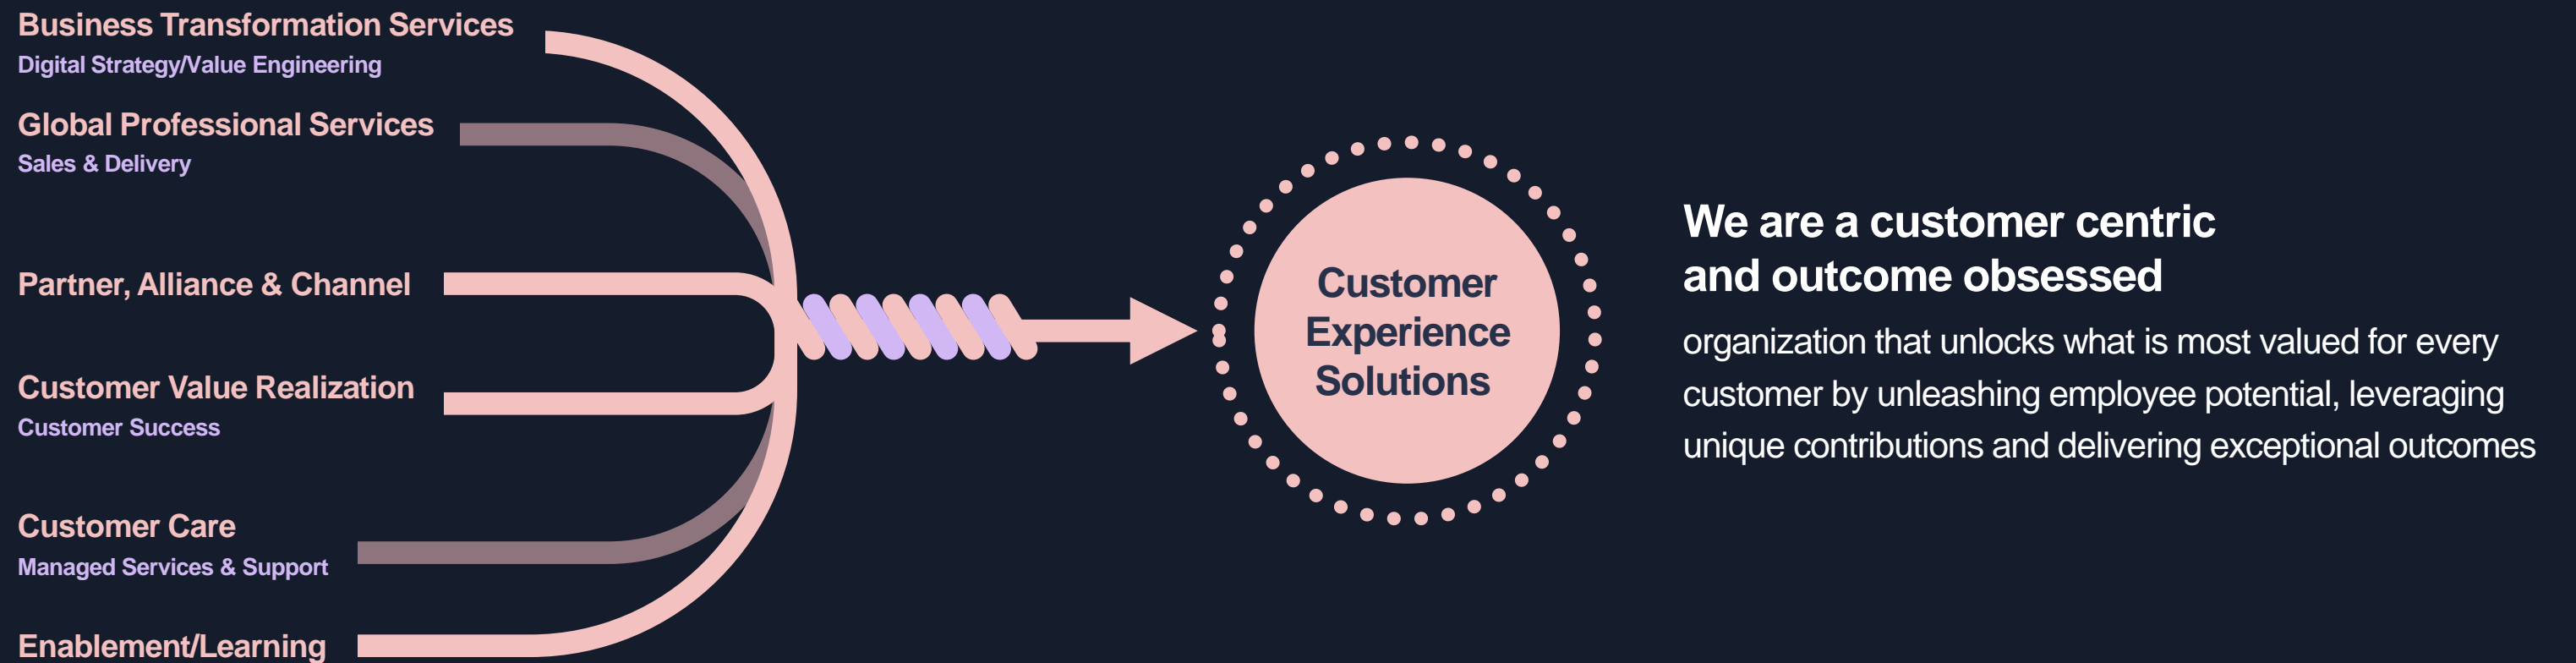 Business Transformation Services
Digital Strategy/Value Engineering
Global Professional Services
Sales & Delivery
Partner, Alliance & Channel
Customer Value Realization
Customer Success
Customer Care
Managed Services & Support
Enablement/Learning
Customer
Experience
Solutions
We are a customer centric
and outcome obsessed
organization that unlocks what is most valued for every
customer by unleashing employee potential, leveraging
unique contributions and delivering exceptional outcomes